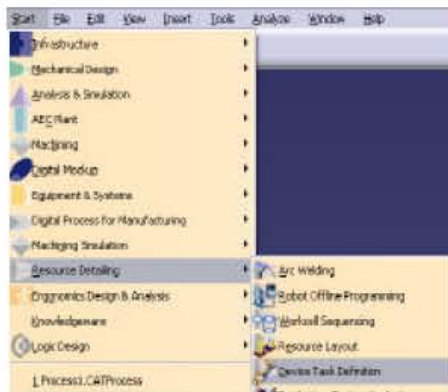 Start File Edit View Insert Tools Analyze Window Help
Infrastructure
Mechanical Design
Analysis & Simulation
AEC Plant
Machining
Digital Mockup
Equipment & Systems
Digital Process for Manufacturing
Machining Simulation
Resource Detailing
Arc Welding
Ergonomics Design & Analysis
Robot Offline Programming
Knowledgeware
Workcell Sequencing
Logic Design
Resource Layout
1 Process1.CATProcess
Device Task Definition